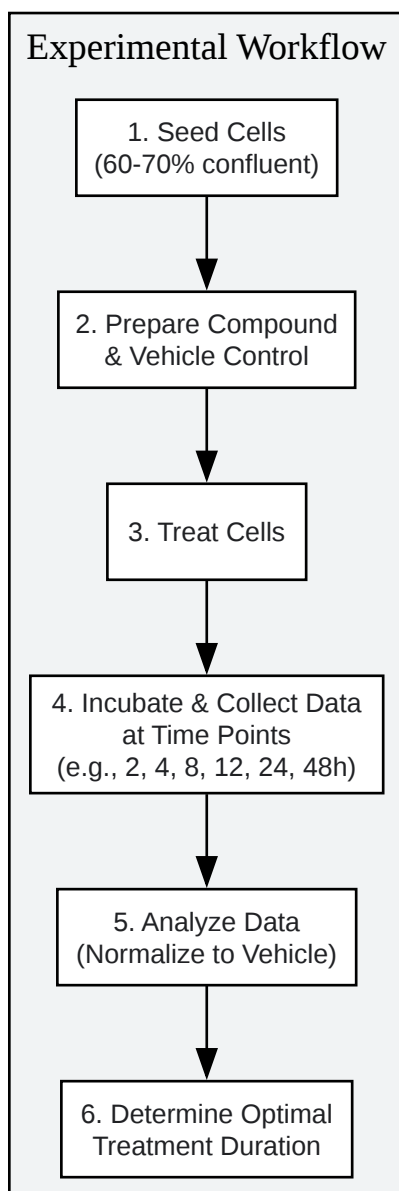 Experimental Workflow
1. Seed Cells
(60-70% confluent)
2. Prepare Compound
& Vehicle Control
3. Treat Cells
4. Incubate & Collect Data
at Time Points
(e.g., 2, 4, 8, 12, 24, 48h)
5. Analyze Data
(Normalize to Vehicle)
6. Determine Optimal
Treatment Duration